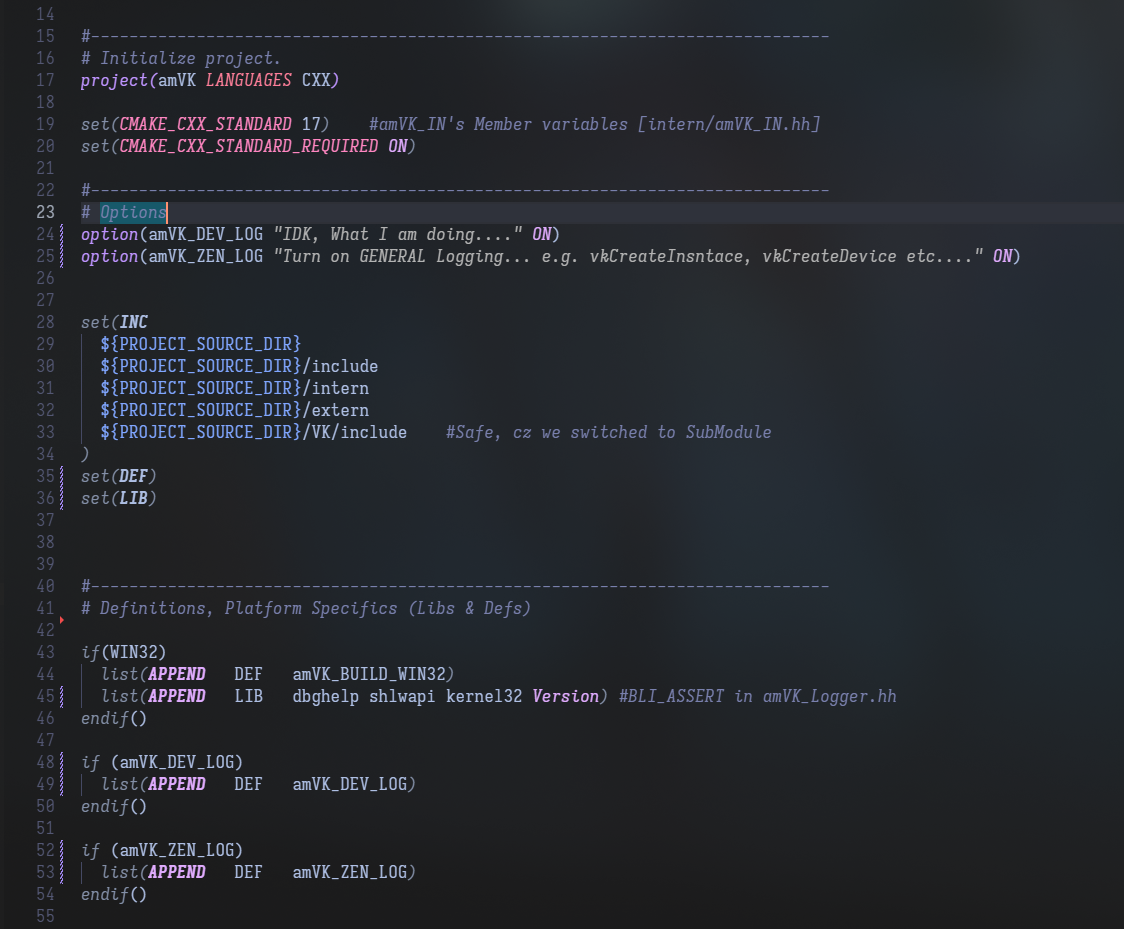 14
15 #-----------------------------------------------------------------------------
16 # Initialize project.
17 project(amVK LANGUAGES CXX)
18
19 set(CMAKE_CXX_STANDARD 17)    #amVK_IN's Member variables [intern/amVK_IN.hh]
20 set(CMAKE_CXX_STANDARD_REQUIRED ON)
21
22 #-----------------------------------------------------------------------------
23 # Options
24 option(amVK_DEV_LOG "IDK, What I am doing...." ON)
25 option(amVK_ZEN_LOG "Turn on GENERAL Logging... e.g. vkCreateInsntace, vkCreateDevice etc...." ON)
26
27
28 set(INC
29   ${PROJECT_SOURCE_DIR}
30   ${PROJECT_SOURCE_DIR}/include
31   ${PROJECT_SOURCE_DIR}/intern
32   ${PROJECT_SOURCE_DIR}/extern
33   ${PROJECT_SOURCE_DIR}/VK/include    #Safe, cz we switched to SubModule
34 )
35 set(DEF)
36 set(LIB)
37
38
39
40 #-----------------------------------------------------------------------------
41 # Definitions, Platform Specifics (Libs & Defs)
42
43 if(WIN32)
44   list(APPEND   DEF   amVK_BUILD_WIN32)
45   list(APPEND   LIB   dbghelp shlwapi kernel32 Version) #BLI_ASSERT in amVK_Logger.hh
46 endif()
47
48 if (amVK_DEV_LOG)
49   list(APPEND   DEF   amVK_DEV_LOG)
50 endif()
51
52 if (amVK_ZEN_LOG)
53   list(APPEND   DEF   amVK_ZEN_LOG)
54 endif()
55